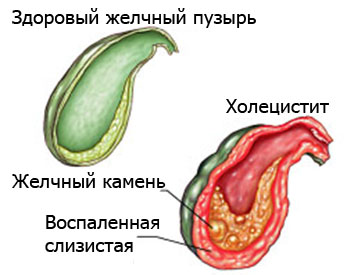 Здоровый желчный пузырь
Холецистит
Желчный камень
Воспаленная
слизистая